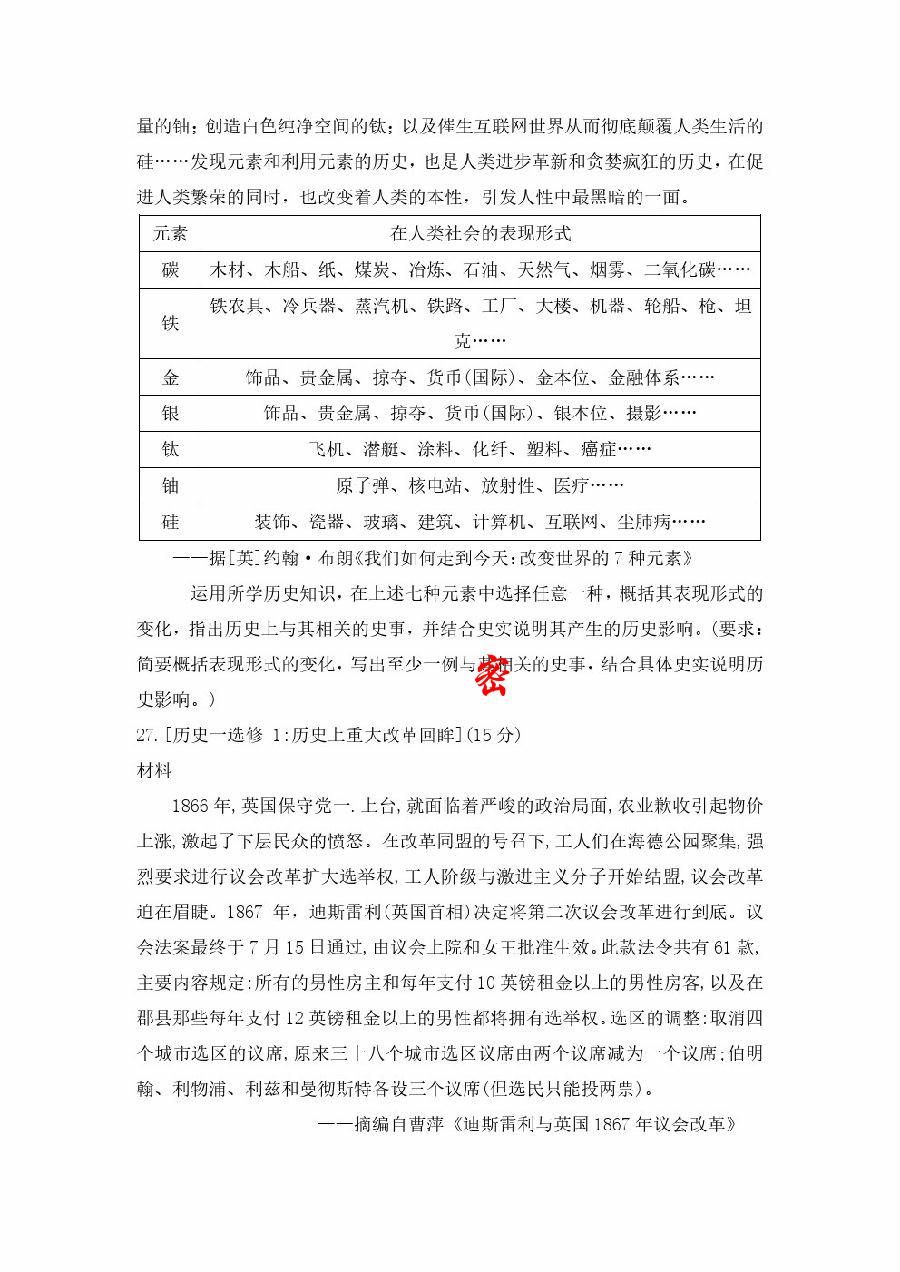 量的铀；创造白色纯净空间的钛；以及催生互联网世界从而彻底颠覆人类生活的
硅……发现元素和利用元素的历史，也是人类进步革新和贪婪疯狂的历史，在促
进人类繁荣的同时，也改变着人类的本性，引发人性中最黑暗的一面。
元素 在人类社会的表现形式
碳 木材、木船、纸、煤炭、冶炼、石油、天然气、烟雾、二氧化碳……
铁 铁农具、冷兵器、蒸汽机、铁路、工厂、大楼、机器、轮船、枪、坦
克……
金 饰品、贵金属、掠夺、货币(国际)、金本位、金融体系……
银 饰品、贵金属、掠夺、货币(国际)、银本位、摄影……
钛 飞机、潜艇、涂料、化纤、塑料、癌症……
铀 原子弹、核电站、放射性、医疗……
硅 装饰、瓷器、玻璃、建筑、计算机、互联网、尘肺病……
——据[英]约翰·布朗《我们如何走到今天:改变世界的7种元素》
运用所学历史知识，在上述七种元素中选择任意一种，概括其表现形式的
变化，指出历史上与其相关的史事，并结合史实说明其产生的历史影响。(要求：
简要概括表现形式的变化，写出至少一例与其相关的史事，结合具体史实说明历
史影响。)
密
27.[历史一选修 1:历史上重大改革回眸](15分)
材料
1866年,英国保守党一.上台,就面临着严峻的政治局面,农业歉收引起物价
上涨,激起了下层民众的愤怒。在改革同盟的号召下,工人们在海德公园聚集,强
烈要求进行议会改革扩大选举权,工人阶级与激进主义分子开始结盟,议会改革
迫在眉睫。1867 年，迪斯雷利(英国首相)决定将第二次议会改革进行到底。议
会法案最终于7月15日通过,由议会上院和女王批准生效。此款法令共有61款,
主要内容规定:所有的男性房主和每年支付10英镑租金以上的男性房客,以及在
郡县那些每年支付12英镑租金以上的男性都将拥有选举权。选区的调整:取消四
个城市选区的议席,原来三十八个城市选区议席由两个议席减为一个议席;伯明
翰、利物浦、利兹和曼彻斯特各设三个议席(但选民只能投两票)。
——摘编自曹萍《迪斯雷利与英国1867年议会改革》